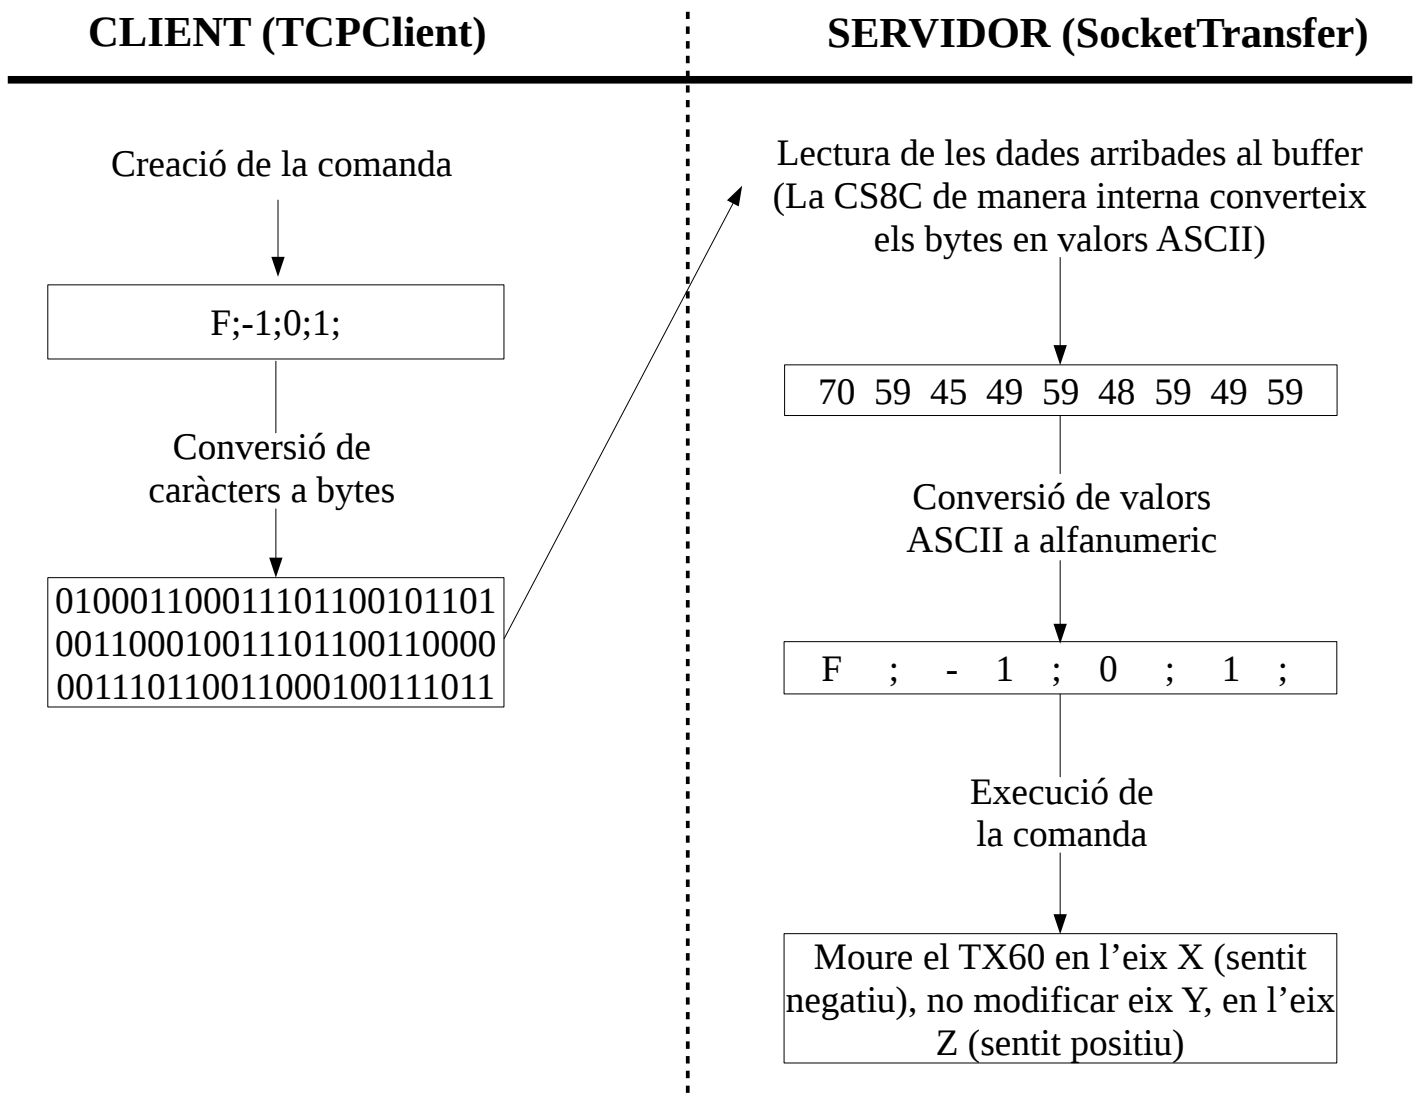 CLIENT (TCPClient)
SERVIDOR (SocketTransfer)
Creació de la comanda
F;-1;0;1;
Conversió de
caràcters a bytes
010001100011101100101101
001100010011101100110000
001110110011000100111011
Lectura de les dades arribades al buffer
(La CS8C de manera interna converteix
els bytes en valors ASCII)
70 59 45 49 59 48 59 49 59
Conversió de valors
ASCII a alfanumeric
F ; - 1 ; 0 ; 1 ;
Execució de
la comanda
Moure el TX60 en l’eix X (sentit
negatiu), no modificar eix Y, en l’eix
Z (sentit positiu)